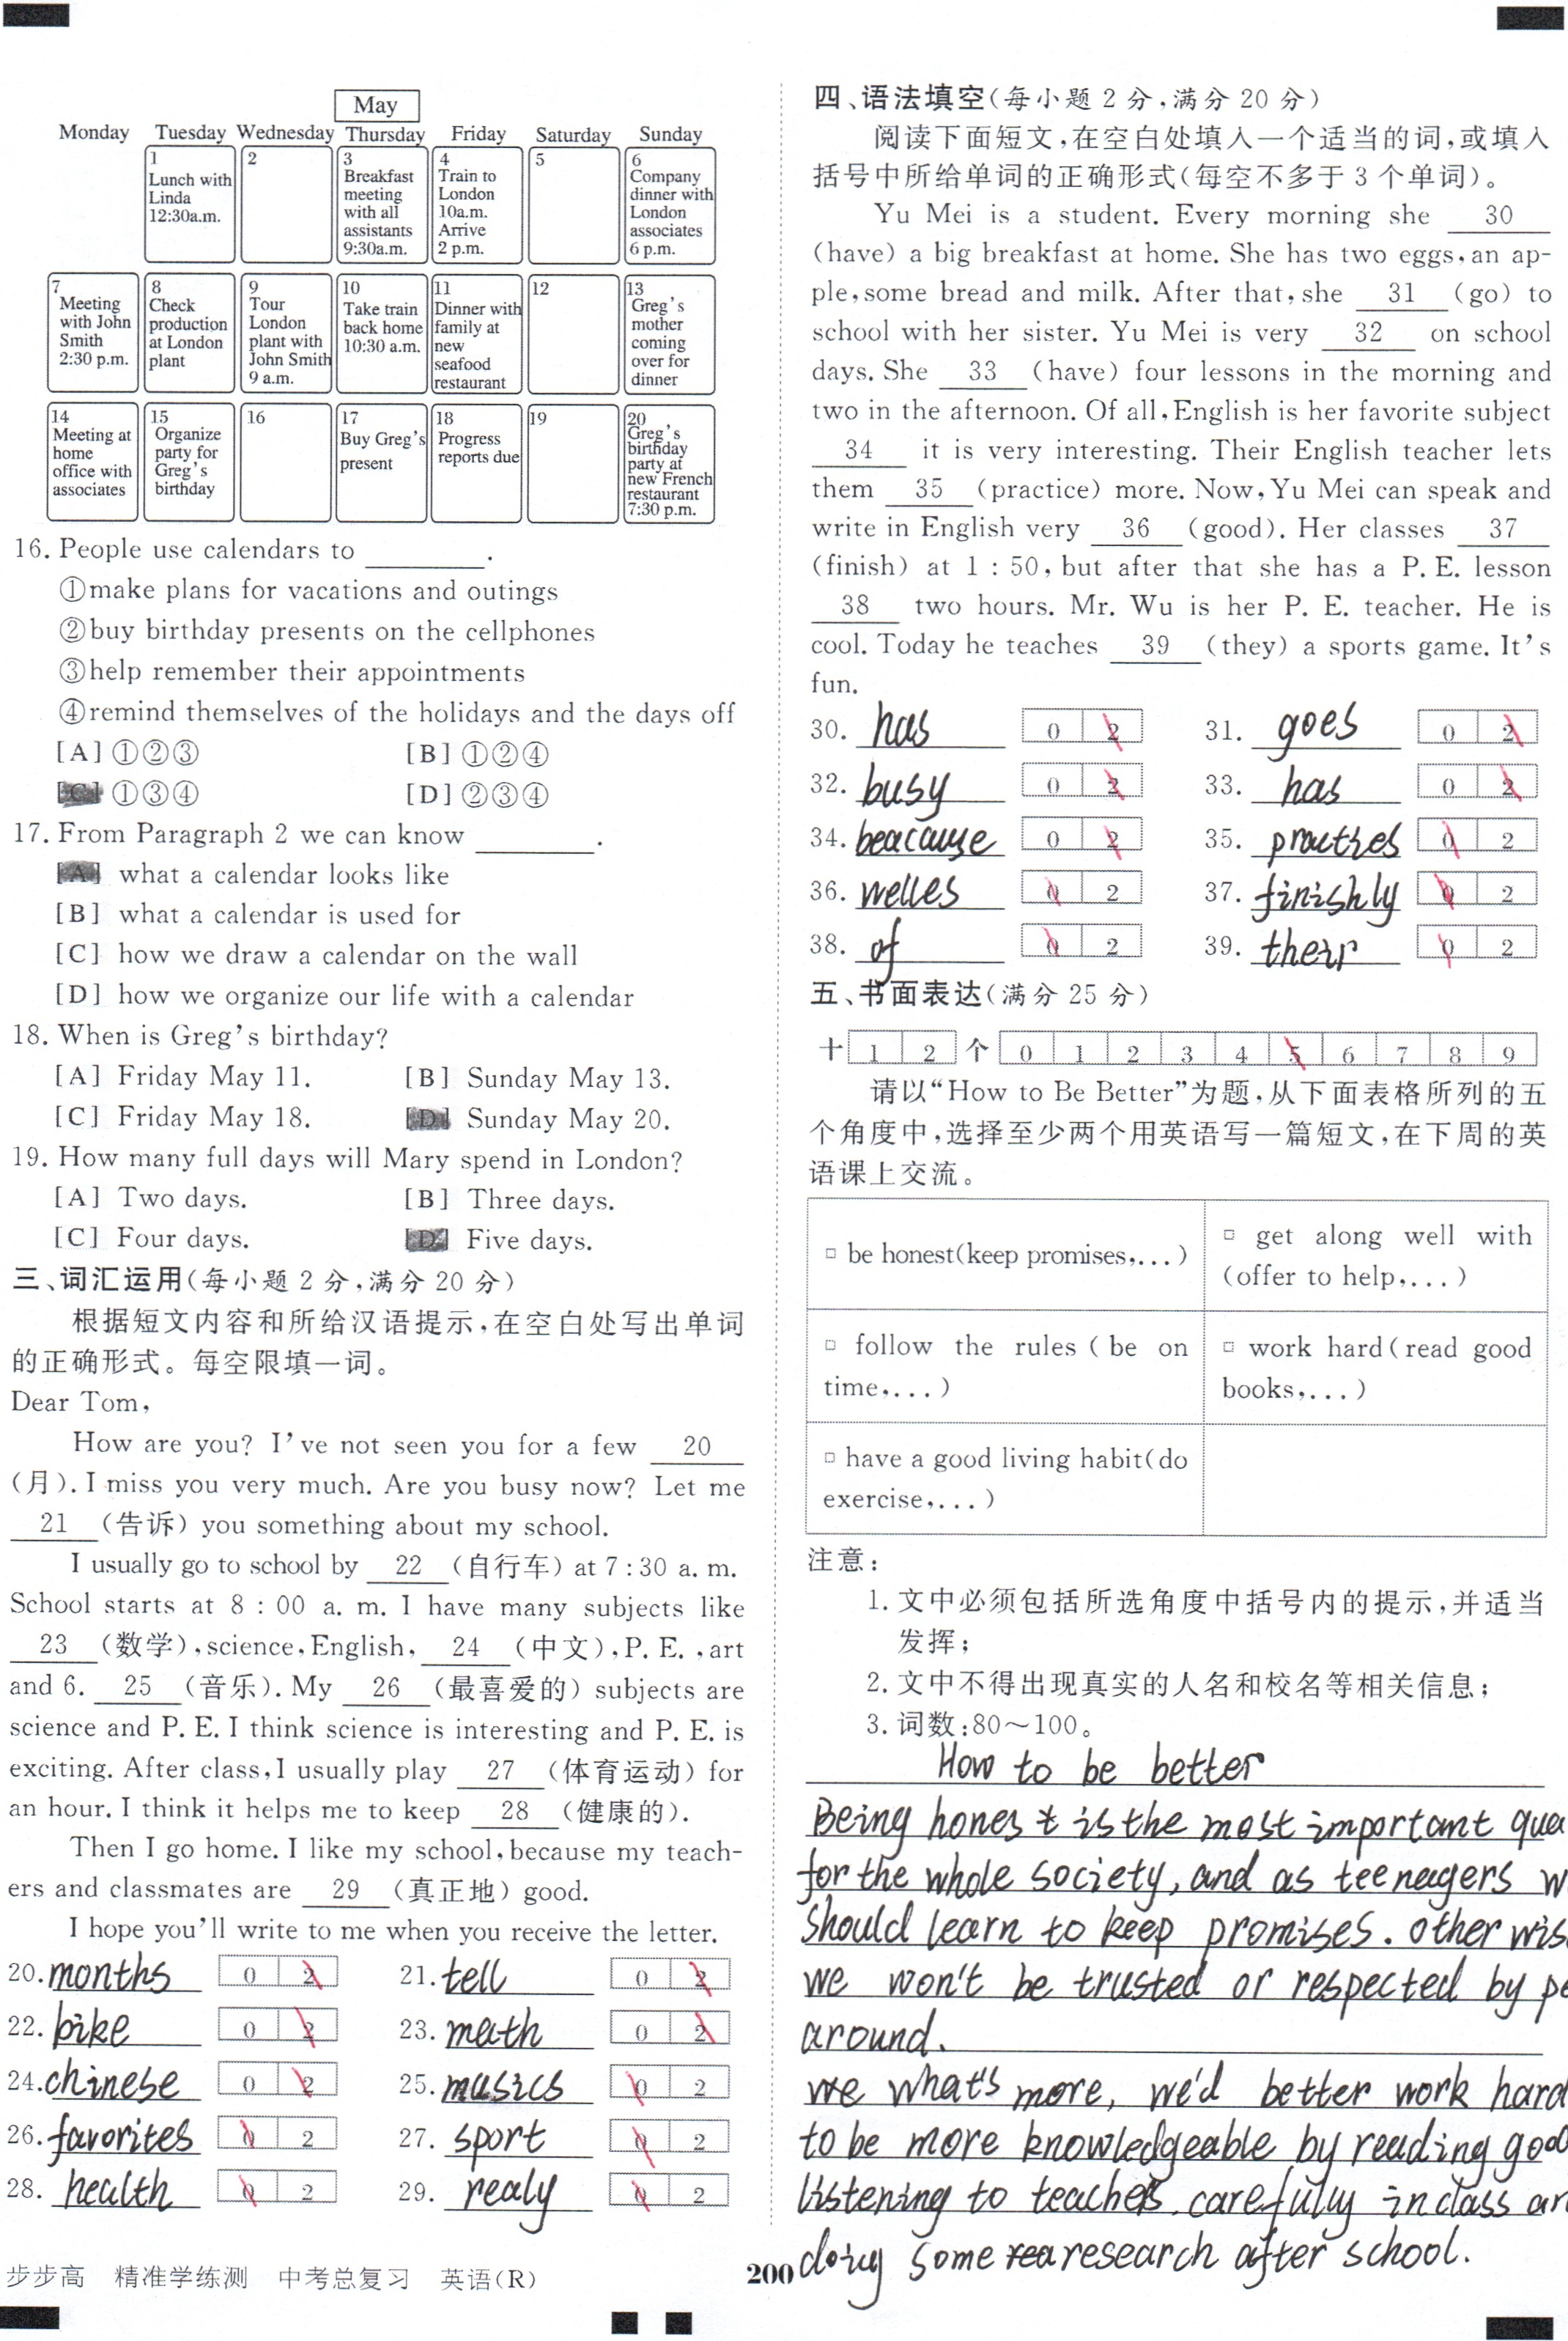 May
Monday Tuesday Wednesday Thursday Friday Saturday Sunday
1 Lunch with Linda 12:30a.m.
2
3 Breakfast meeting with all assistants 9:30a.m.
4 Train to London 10a.m. Arrive 2 p.m.
5
6 Company dinner with London associates 6 p.m.
7 Meeting with John Smith 2:30 p.m.
8 Check production at London plant
9 Tour London plant with John Smith 9 a.m.
10 Take train back home 10:30 a.m.
11 Dinner with family at new seafood restaurant
12
13 Greg's mother coming over for dinner
14 Meeting at home office with associates
15 Organize party for Greg's birthday
16
17 Buy Greg's present
18 Progress reports due
19
20 Greg's birthday party at new French restaurant 7:30 p.m.
16. People use calendars to ______.
①make plans for vacations and outings
②buy birthday presents on the cellphones
③help remember their appointments
④remind themselves of the holidays and the days off
[A] ①②③ [B] ①②④
[C] ①③④ [D] ②③④
17. From Paragraph 2 we can know ______.
[A] what a calendar looks like
[B] what a calendar is used for
[C] how we draw a calendar on the wall
[D] how we organize our life with a calendar
18. When is Greg's birthday?
[A] Friday May 11. [B] Sunday May 13.
[C] Friday May 18. [D] Sunday May 20.
19. How many full days will Mary spend in London?
[A] Two days. [B] Three days.
[C] Four days. [D] Five days.
三、词汇运用(每小题 2 分,满分 20 分)
根据短文内容和所给汉语提示,在空白处写出单词
的正确形式。每空限填一词。
Dear Tom,
How are you? I've not seen you for a few 20
(月). I miss you very much. Are you busy now? Let me
21 (告诉) you something about my school.
I usually go to school by 22 (自行车) at 7:30 a. m.
School starts at 8 : 00 a. m. I have many subjects like
23 (数学),science,English, 24 (中文),P. E. ,art
and 6. 25 (音乐). My 26 (最喜爱的) subjects are
science and P. E. I think science is interesting and P. E. is
exciting. After class,I usually play 27 (体育运动) for
an hour. I think it helps me to keep 28 (健康的).
Then I go home. I like my school,because my teach-
ers and classmates are 29 (真正地) good.
I hope you'll write to me when you receive the letter.
20. months 0 2 21. tell 0 2
22. bike 0 2 23. math 0 2
24. chinese 0 2 25. musics 0 2
26. favorites 0 2 27. sport 0 2
28. health 0 2 29. realy 0 2
步步高 精准学练测 中考总复习 英语(R)
200
四、语法填空(每小题 2 分,满分 20 分)
阅读下面短文,在空白处填入一个适当的词,或填入
括号中所给单词的正确形式(每空不多于 3 个单词)。
Yu Mei is a student. Every morning she 30
(have) a big breakfast at home. She has two eggs,an ap-
ple,some bread and milk. After that,she 31 (go) to
school with her sister. Yu Mei is very 32 on school
days. She 33 (have) four lessons in the morning and
two in the afternoon. Of all,English is her favorite subject
34 it is very interesting. Their English teacher lets
them 35 (practice) more. Now,Yu Mei can speak and
write in English very 36 (good). Her classes 37
(finish) at 1 : 50,but after that she has a P. E. lesson
38 two hours. Mr. Wu is her P. E. teacher. He is
cool. Today he teaches 39 (they) a sports game. It's
fun.
30. has 0 2 31. goes 0 2
32. busy 0 2 33. has 0 2
34. beacause 0 2 35. practies 0 2
36. welles 0 2 37. finishly 0 2
38. of 0 2 39. their 0 2
五、书面表达(满分 25 分)
十 1 2 个 0 1 2 3 4 5 6 7 8 9
请以“How to Be Better”为题,从下面表格所列的五
个角度中,选择至少两个用英语写一篇短文,在下周的英
语课上交流。
□ be honest(keep promises,...)
□ get along well with (offer to help,...)
□ follow the rules (be on time,...)
□ work hard(read good books,...)
□ have a good living habit(do exercise,...)
注意:
1. 文中必须包括所选角度中括号内的提示,并适当
发挥;
2. 文中不得出现真实的人名和校名等相关信息;
3. 词数:80～100。
How to be better
Being honest is the most important qua
for the whole society, and as teenagers w
should learn to keep promises. other wis
we won't be trusted or respected by pe
around.
we what's more, we'd better work hard
to be more knowledgeable by reading good
listening to teachers carefully in class an
doing some rea research after school.